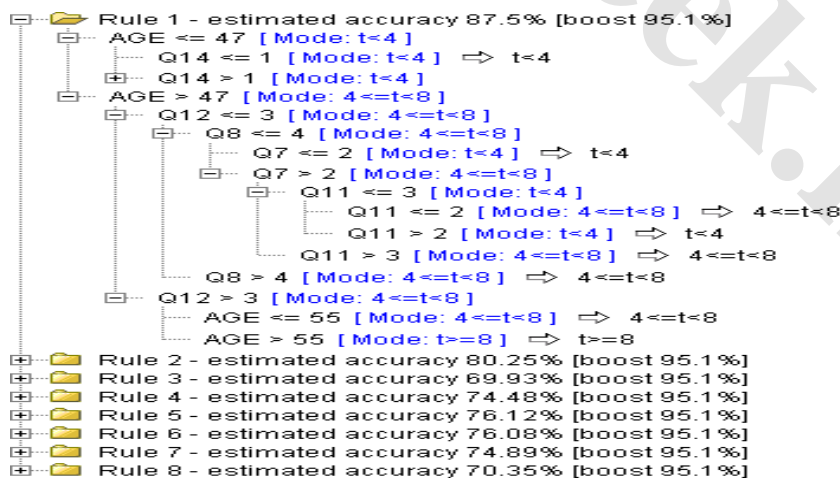 Rule 1 - estimated accuracy 87.5% [boost 95.1%]
AGE <= 47 [Mode: t<4]
Q14 <= 1 [Mode: t<4] ⇨ t<4
Q14 > 1 [Mode: t<4]
AGE > 47 [Mode: 4<=t<8]
Q12 <= 3 [Mode: 4<=t<8]
Q8 <= 4 [Mode: 4<=t<8]
Q7 <= 2 [Mode: t<4] ⇨ t<4
Q7 > 2 [Mode: 4<=t<8]
Q11 <= 3 [Mode: t<4]
Q11 <= 2 [Mode: 4<=t<8] ⇨ 4<=t<8
Q11 > 2 [Mode: t<4] ⇨ t<4
Q11 > 3 [Mode: 4<=t<8] ⇨ 4<=t<8
Q8 > 4 [Mode: 4<=t<8] ⇨ 4<=t<8
Q12 > 3 [Mode: 4<=t<8]
AGE <= 55 [Mode: 4<=t<8] ⇨ 4<=t<8
AGE > 55 [Mode: t>=8] ⇨ t>=8
Rule 2 - estimated accuracy 80.25% [boost 95.1%]
Rule 3 - estimated accuracy 69.93% [boost 95.1%]
Rule 4 - estimated accuracy 74.48% [boost 95.1%]
Rule 5 - estimated accuracy 76.12% [boost 95.1%]
Rule 6 - estimated accuracy 76.08% [boost 95.1%]
Rule 7 - estimated accuracy 74.89% [boost 95.1%]
Rule 8 - estimated accuracy 70.35% [boost 95.1%]